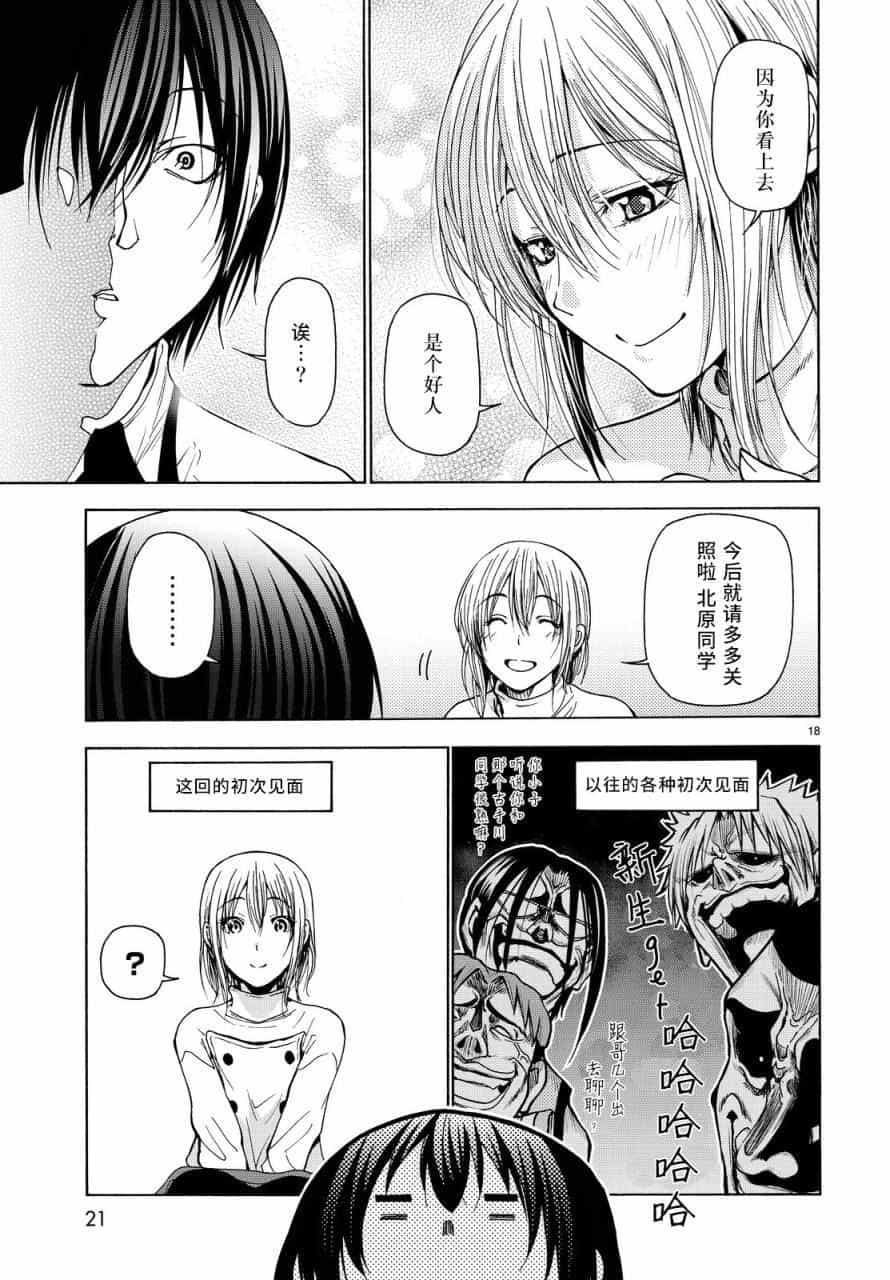 因为你看上去
是个好人
诶…?
今后就请多多关
照啦 北原同学
………
18
以往的各种初次见面
新生get
哈哈哈哈哈哈
你小子
听说你和
那个古手川
同学很熟嘛?
跟哥几个出
去聊聊?
这回的初次见面
?
21